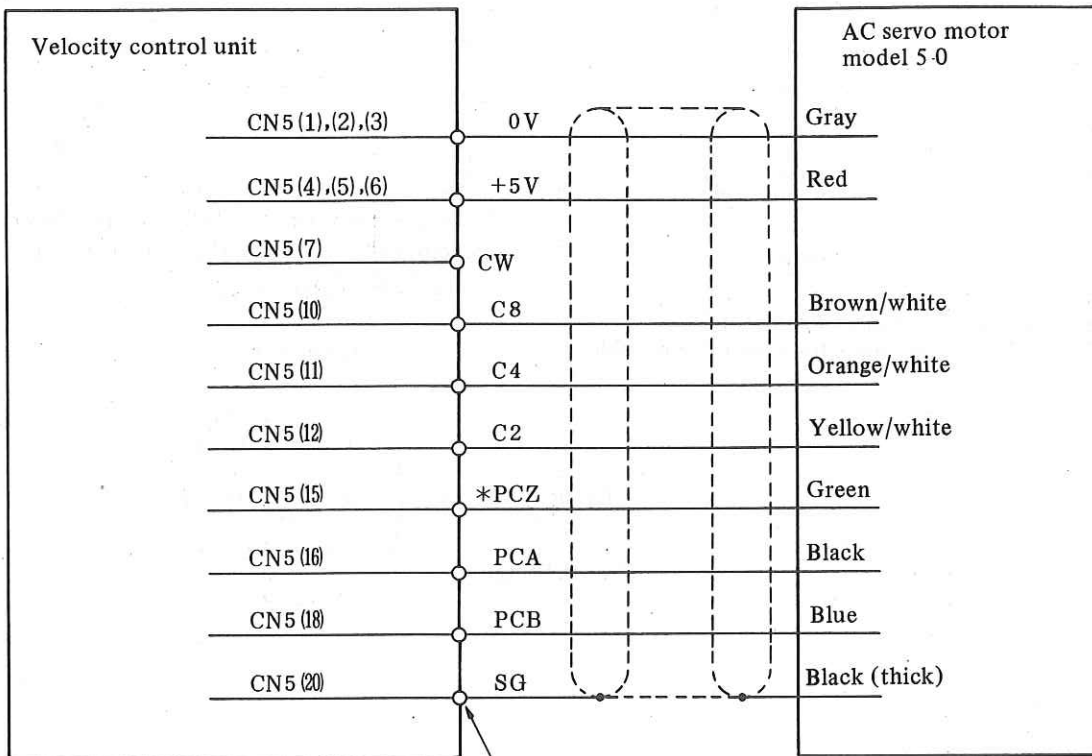 Velocity control unit
AC servo motor
model 5-0
CN5(1),(2),(3) 0V Gray
CN5(4),(5),(6) +5V Red
CN5(7) CW
CN5(10) C8 Brown/white
CN5(11) C4 Orange/white
CN5(12) C2 Yellow/white
CN5(15) *PCZ Green
CN5(16) PCA Black
CN5(18) PCB Blue
CN5(20) SG Black (thick)